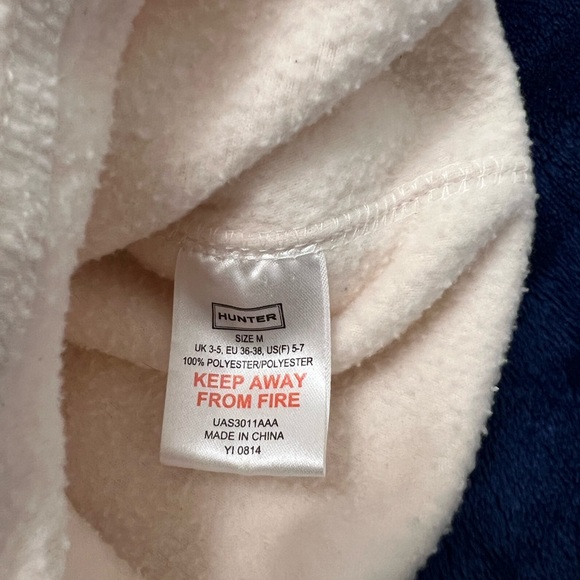 HUNTER
SIZE M
UK 3-5, EU 36-38, US(F) 5-7
100% POLYESTER/POLYESTER
KEEP AWAY
FROM FIRE
UAS3011AAA
MADE IN CHINA
YI 0814